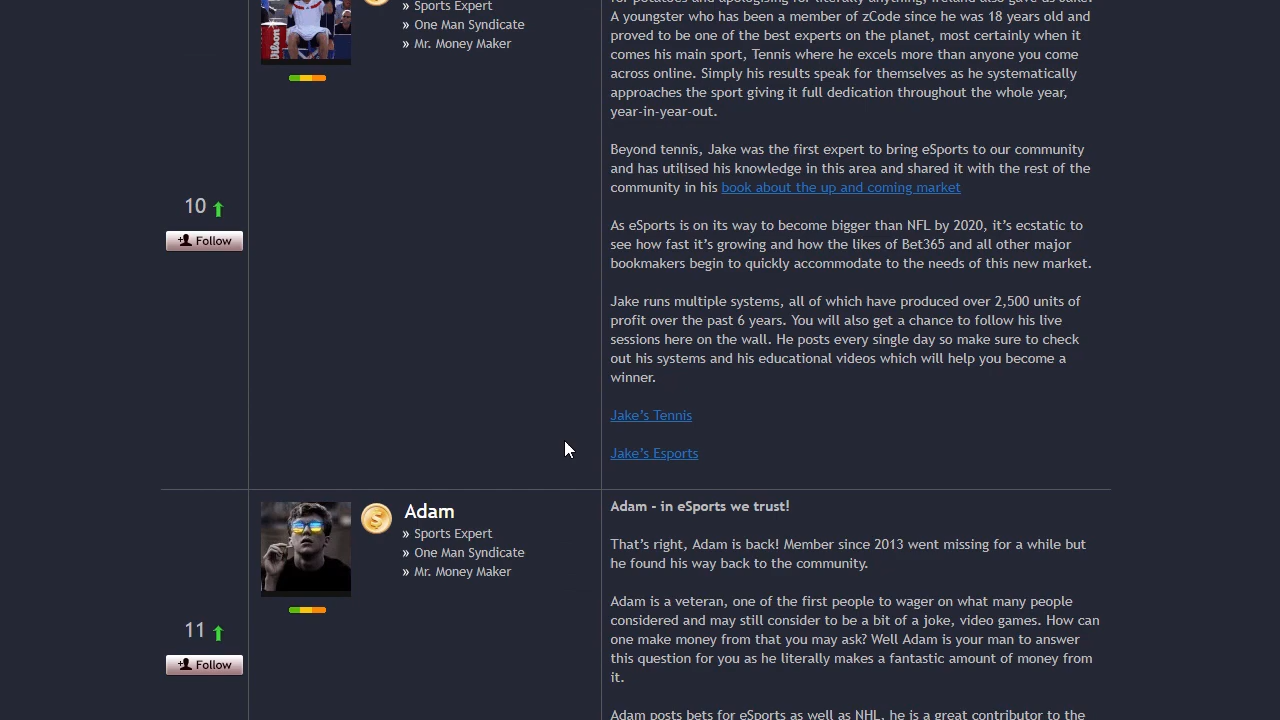 » Sports Expert
» One Man Syndicate
» Mr. Money Maker
A youngster who has been a member of zCode since he was 18 years old and
proved to be one of the best experts on the planet, most certainly when it
comes his main sport, Tennis where he excels more than anyone you come
across online. Simply his results speak for themselves as he systematically
approaches the sport giving it full dedication throughout the whole year,
year-in-year-out.
Beyond tennis, Jake was the first expert to bring eSports to our community
and has utilised his knowledge in this area and shared it with the rest of the
community in his book about the up and coming market
10
Follow
As eSports is on its way to become bigger than NFL by 2020, it’s ecstatic to
see how fast it’s growing and how the likes of Bet365 and all other major
bookmakers begin to quickly accommodate to the needs of this new market.
Jake runs multiple systems, all of which have produced over 2,500 units of
profit over the past 6 years. You will also get a chance to follow his live
sessions here on the wall. He posts every single day so make sure to check
out his systems and his educational videos which will help you become a
winner.
Jake’s Tennis
Jake’s Esports
Adam
» Sports Expert
» One Man Syndicate
» Mr. Money Maker
11
Follow
Adam - in eSports we trust!
That’s right, Adam is back! Member since 2013 went missing for a while but
he found his way back to the community.
Adam is a veteran, one of the first people to wager on what many people
considered and may still consider to be a bit of a joke, video games. How can
one make money from that you may ask? Well Adam is your man to answer
this question for you as he literally makes a fantastic amount of money from
it.
Adam posts bets for eSports as well as NHL, he is a great contributor to the